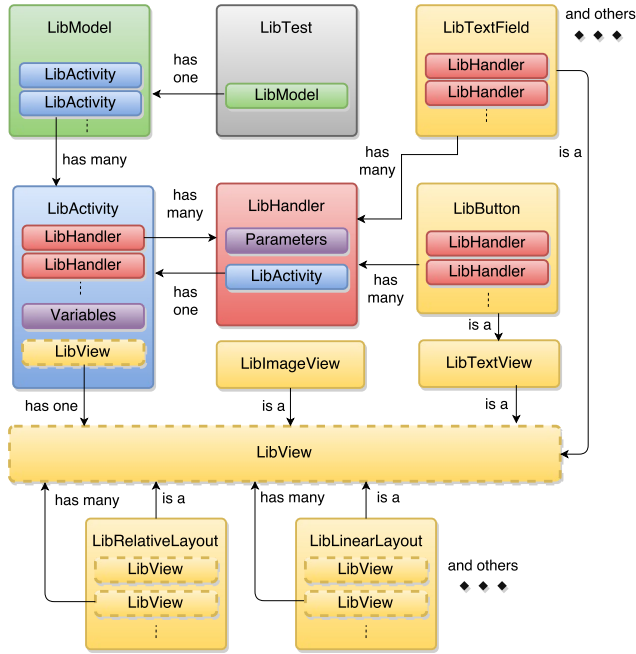 LibModel
LibActivity
LibActivity
has
one
LibTest
LibModel
LibTextField
LibHandler
LibHandler
and others
is a
has many
has
many
LibActivity
LibHandler
LibHandler
Variables
LibView
has
many
has
one
LibHandler
Parameters
LibActivity
has
many
LibButton
LibHandler
LibHandler
is a
LibImageView
LibTextView
has one
is a
is a
LibView
has many
is a
has many
is a
LibRelativeLayout
LibView
LibView
LibLinearLayout
LibView
LibView
and others